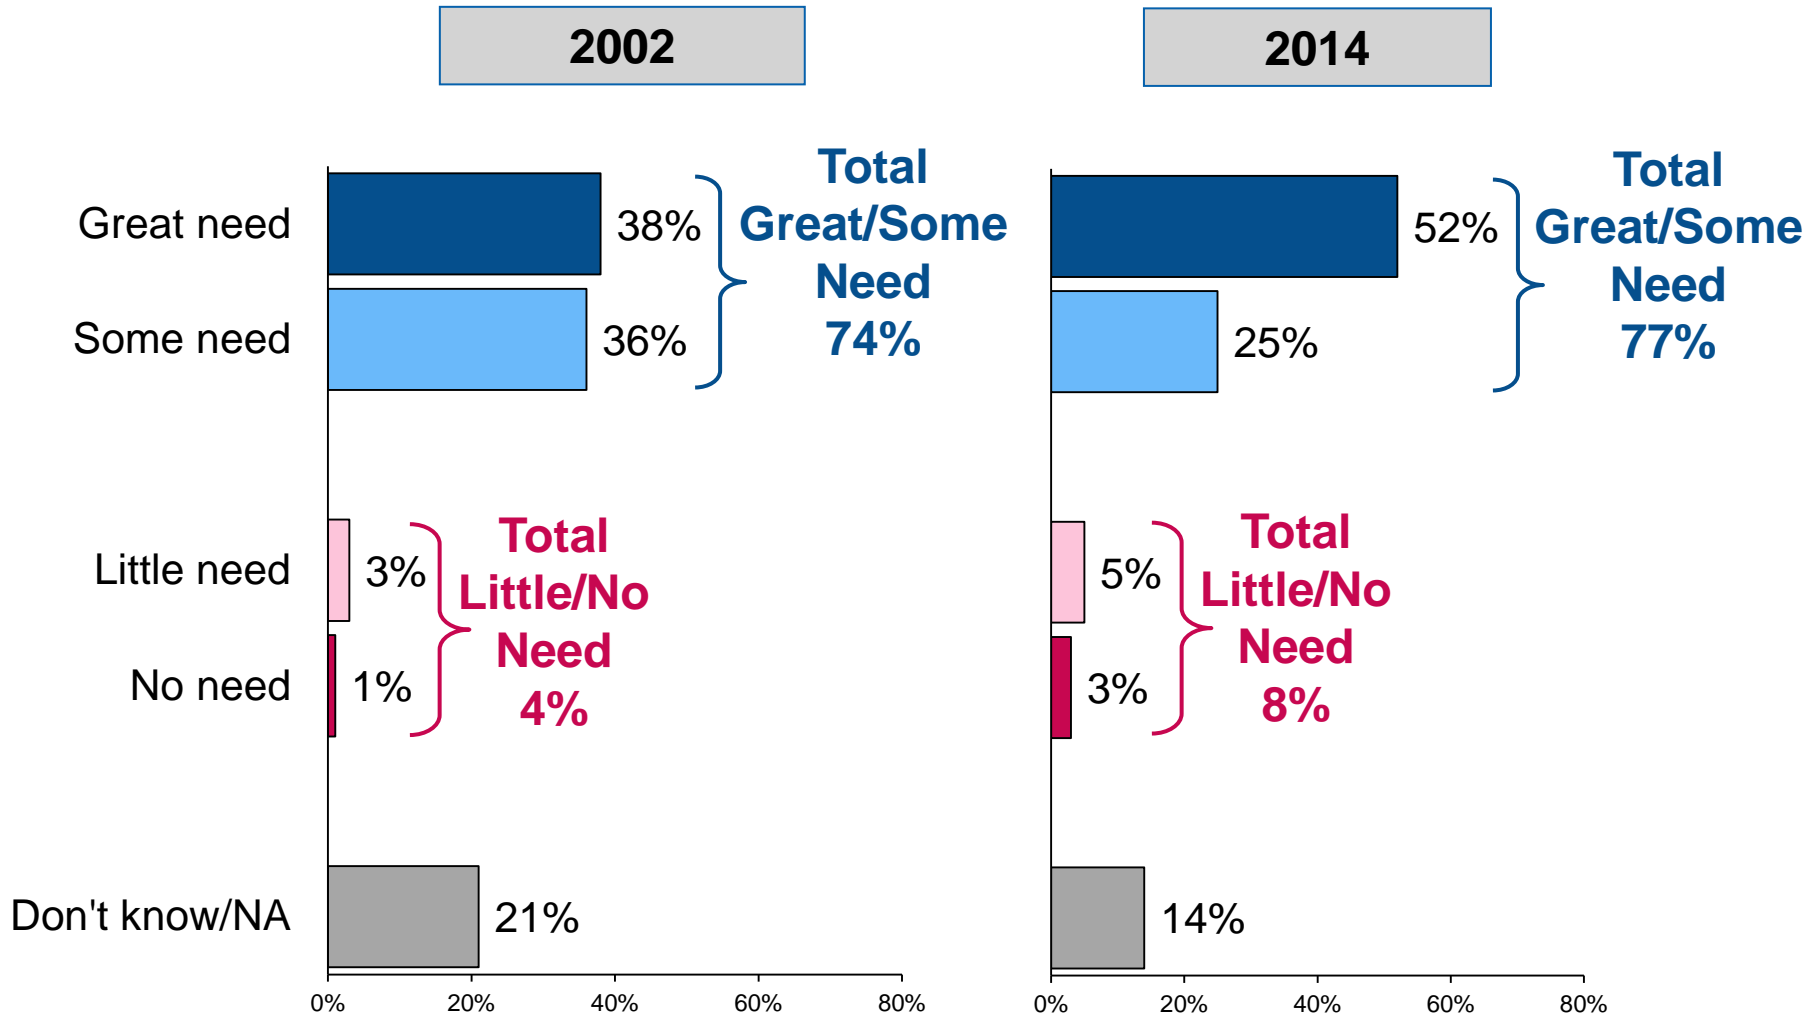 2002
2014
Great need
38%
Some need
36%
Total
Great/Some
Need
74%
Little need
3%
No need
1%
Total
Little/No
Need
4%
Don't know/NA
21%
0% 20% 40% 60% 80%
52%
25%
Total
Great/Some
Need
77%
5%
3%
Total
Little/No
Need
8%
14%
0% 20% 40% 60% 80%